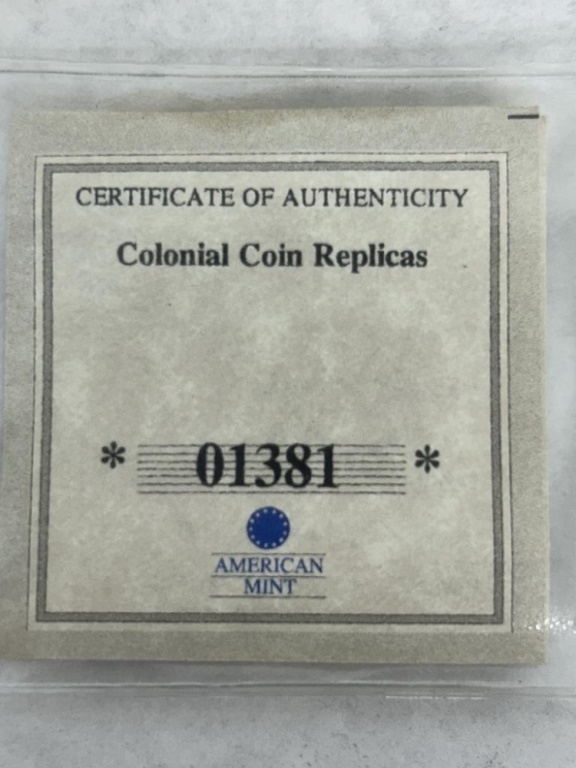 CERTIFICATE OF AUTHENTICITY
Colonial Coin Replicas
* 01381 *
AMERICAN
MINT